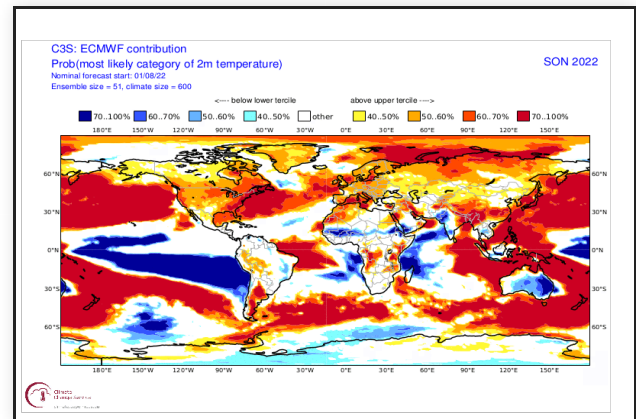 C3S: ECMWF contribution
Prob(most likely category of 2m temperature)
SON 2022
Nominal forecast start: 01/08/22
Ensemble size = 51, climate size = 600
<---- below lower tercile above upper tercile ---->
70..100% 60..70% 50..60% 40..50% other 40..50% 50..60% 60..70% 70..100%
180°E 150°W 120°W 90°W 60°W 30°W 0°E 30°E 60°E 90°E 120°E 150°E
60°N 60°N
30°N 30°N
0°N 0°N
30°S 30°S
60°S 60°S
180°E 150°W 120°W 90°W 60°W 30°W 0°E 30°E 60°E 90°E 120°E 150°E
Climate
Change Service